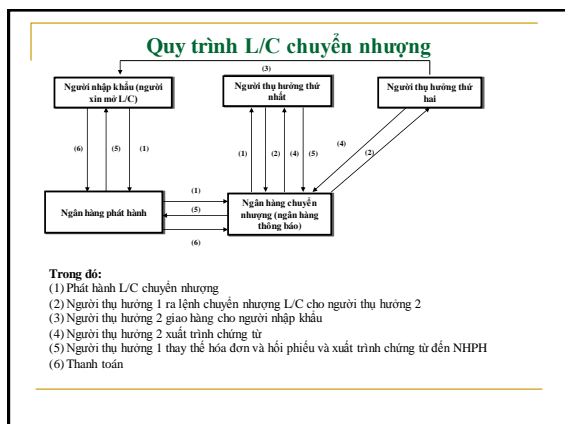 Quy trình L/C chuyển nhượng
(3)
Người nhập khẩu (người
xin mở L/C)
Người thụ hưởng thứ
nhất
Người thụ hưởng thứ
hai
(6)
(5)
(1)
(1)
(2)
(4)
(5)
(4)
(2)
Ngân hàng phát hành
(1)
(5)
(6)
Ngân hàng chuyển
nhượng (ngân hàng
thông báo)
Trong đó:
(1) Phát hành L/C chuyển nhượng
(2) Người thụ hưởng 1 ra lệnh chuyển nhượng L/C cho người thụ hưởng 2
(3) Người thụ hưởng 2 giao hàng cho người nhập khẩu
(4) Người thụ hưởng 2 xuất trình chứng từ
(5) Người thụ hưởng 1 thay thế hóa đơn và hối phiếu và xuất trình chứng từ đến NHPH
(6) Thanh toán